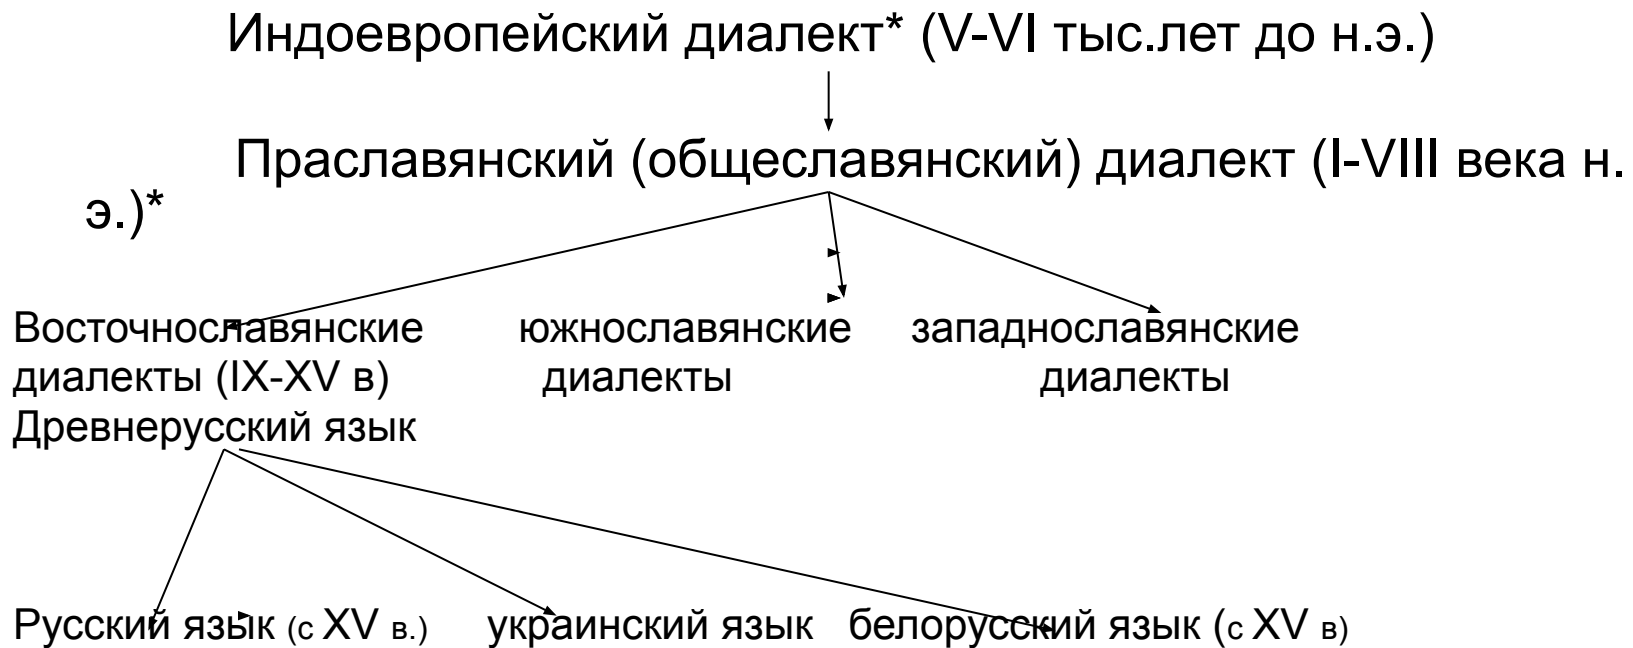 Индоевропейский диалект* (V-VI тыс.лет до н.э.)
Праславянский (общеславянский) диалект (I-VIII века н.
э.)*
Восточнославянские южнославянские западнославянские
диалекты (IX-XV в) диалекты диалекты
Древнерусский язык
Русский язык (с XV в.) украинский язык белорусский язык (с XV в)